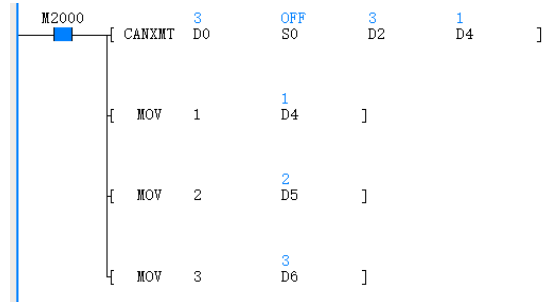 M2000 3 OFF 3 1
[ CANXMT D0 S0 D2 D4 ]
1
[ MOV 1 D4 ]
2
[ MOV 2 D5 ]
3
[ MOV 3 D6 ]